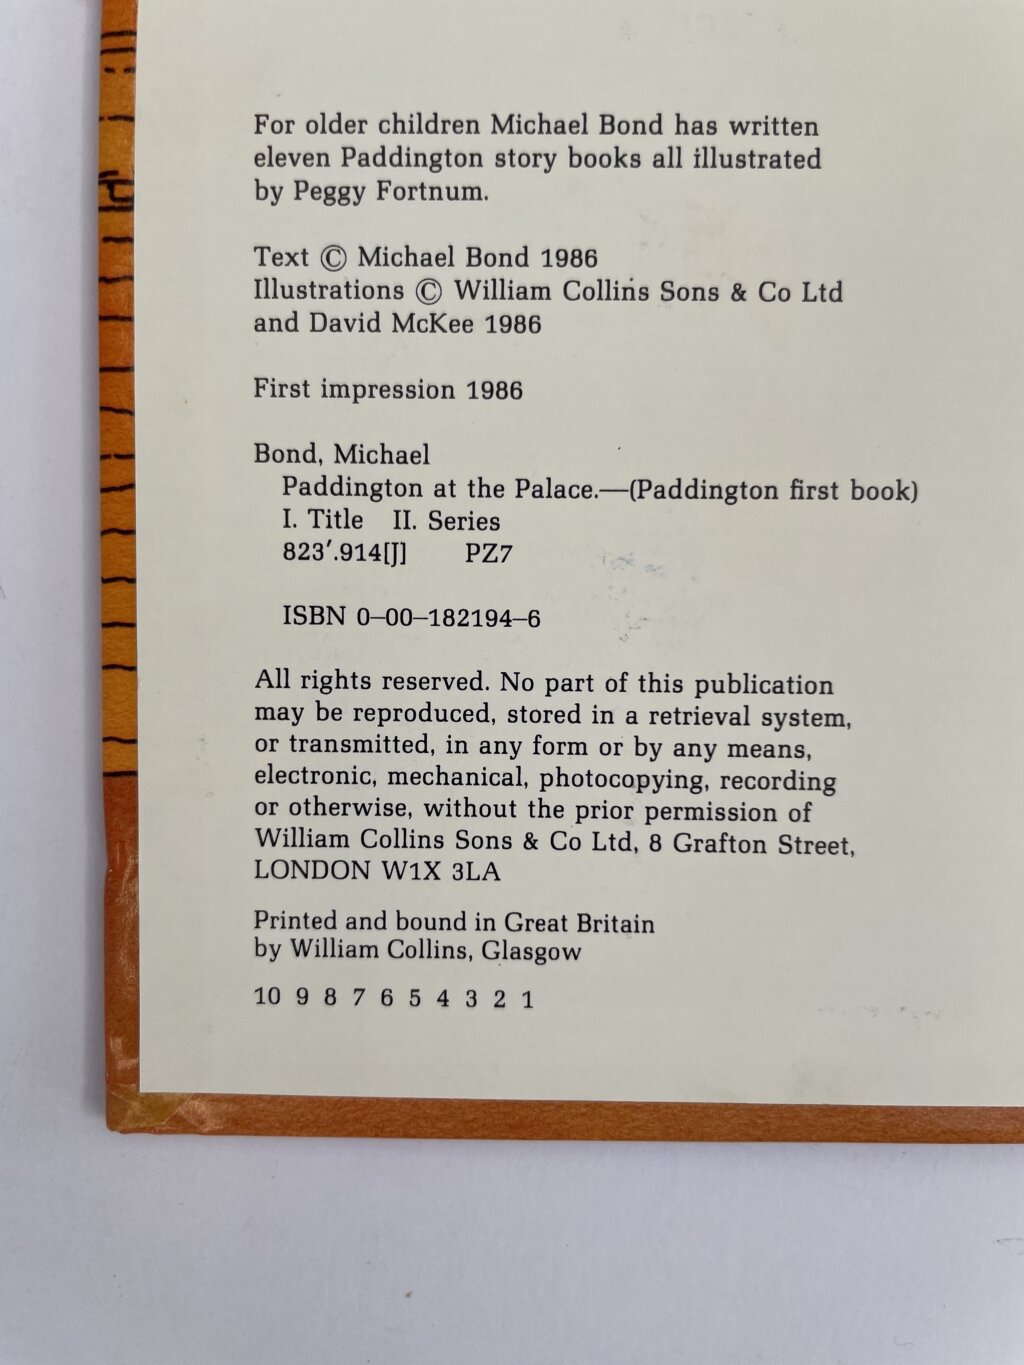 For older children Michael Bond has written
eleven Paddington story books all illustrated
by Peggy Fortnum.
Text © Michael Bond 1986
Illustrations © William Collins Sons & Co Ltd
and David McKee 1986
First impression 1986
Bond, Michael
Paddington at the Palace.—(Paddington first book)
I. Title II. Series
823′.914[J] PZ7
ISBN 0–00–182194–6
All rights reserved. No part of this publication
may be reproduced, stored in a retrieval system,
or transmitted, in any form or by any means,
electronic, mechanical, photocopying, recording
or otherwise, without the prior permission of
William Collins Sons & Co Ltd, 8 Grafton Street,
LONDON W1X 3LA
Printed and bound in Great Britain
by William Collins, Glasgow
10 9 8 7 6 5 4 3 2 1